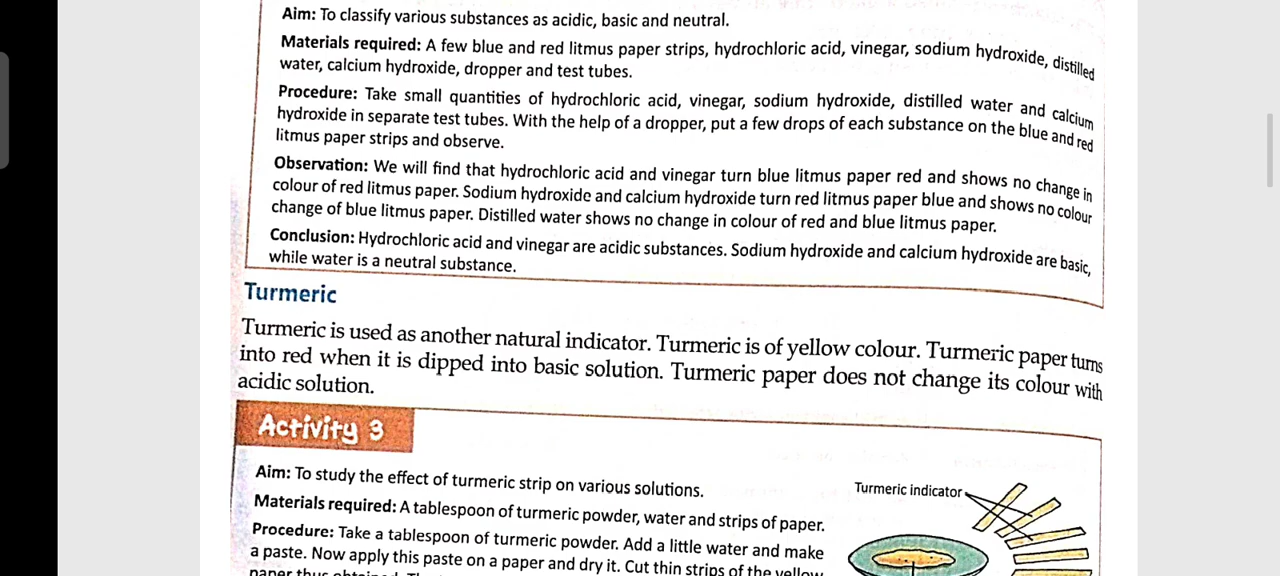 Aim: To classify various substances as acidic, basic and neutral.
Materials required: A few blue and red litmus paper strips, hydrochloric acid, vinegar, sodium hydroxide, distilled
water, calcium hydroxide, dropper and test tubes.
Procedure: Take small quantities of hydrochloric acid, vinegar, sodium hydroxide, distilled water and calcium
hydroxide in separate test tubes. With the help of a dropper, put a few drops of each substance on the blue and red
litmus paper strips and observe.
Observation: We will find that hydrochloric acid and vinegar turn blue litmus paper red and shows no change in
colour of red litmus paper. Sodium hydroxide and calcium hydroxide turn red litmus paper blue and shows no colour
change of blue litmus paper. Distilled water shows no change in colour of red and blue litmus paper.
Conclusion: Hydrochloric acid and vinegar are acidic substances. Sodium hydroxide and calcium hydroxide are basic,
while water is a neutral substance.
Turmeric
Turmeric is used as another natural indicator. Turmeric is of yellow colour. Turmeric paper turns
into red when it is dipped into basic solution. Turmeric paper does not change its colour with
acidic solution.
Activity 3
Aim: To study the effect of turmeric strip on various solutions.
Materials required: A tablespoon of turmeric powder, water and strips of paper.
Procedure: Take a tablespoon of turmeric powder. Add a little water and make
a paste. Now apply this paste on a paper and dry it. Cut thin strips of the yellow
Turmeric indicator